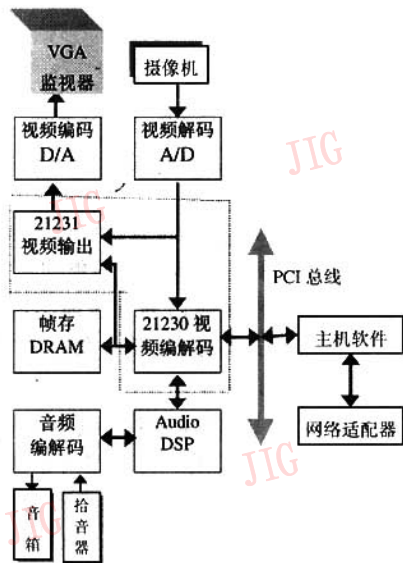 VGA
监视器
摄像机
视频编码
D/A
视频解码
A/D
JIG
JIG
21231
视频输出
PCI 总线
帧存
DRAM
21230 视
频编解码
主机软件
音频
编解码
Audio
DSP
网络适配器
JIG
JIG
音
箱
拾
音
器